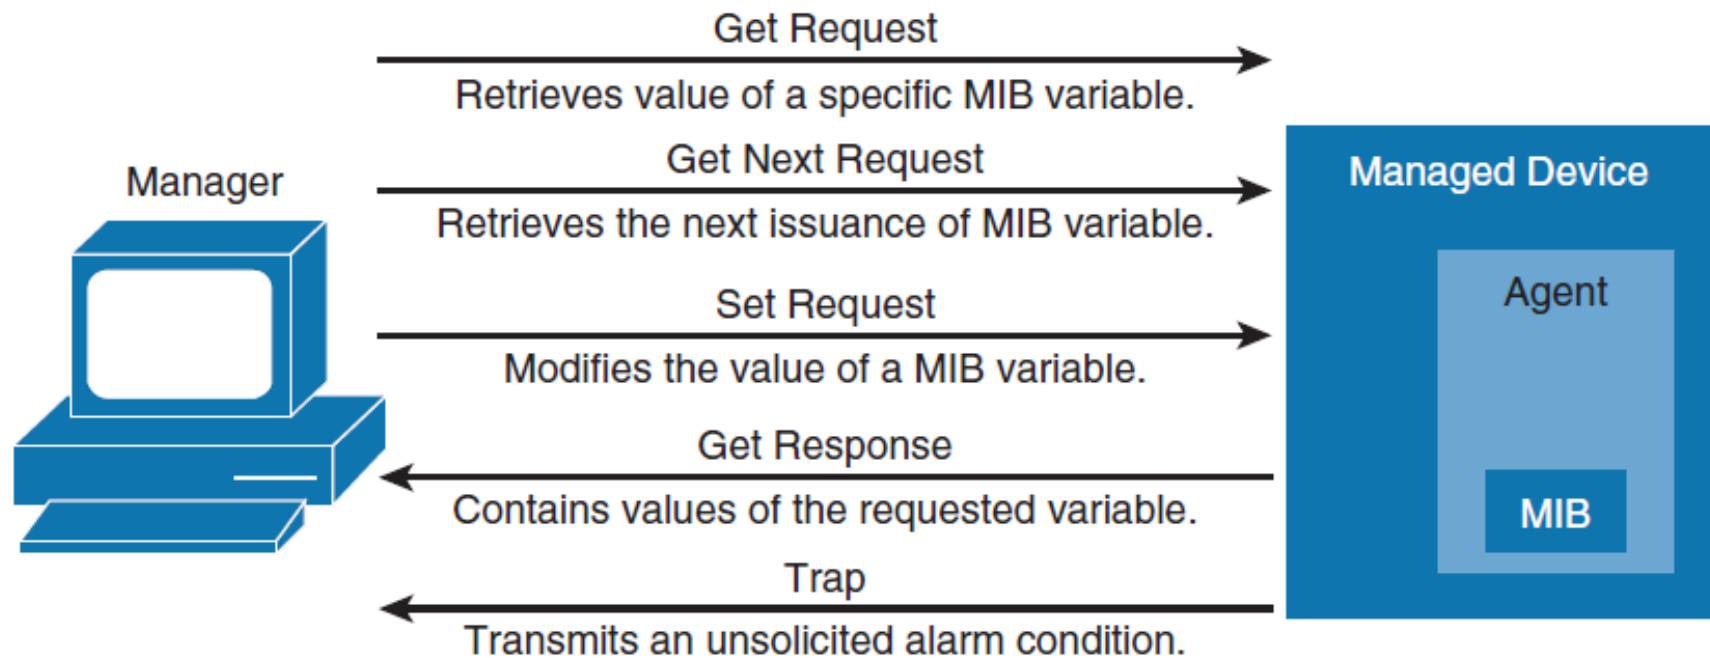 Get Request
Retrieves value of a specific MIB variable.
Get Next Request
Retrieves the next issuance of MIB variable.
Set Request
Modifies the value of a MIB variable.
Get Response
Contains values of the requested variable.
Trap
Transmits an unsolicited alarm condition.
Manager
Managed Device
Agent
MIB